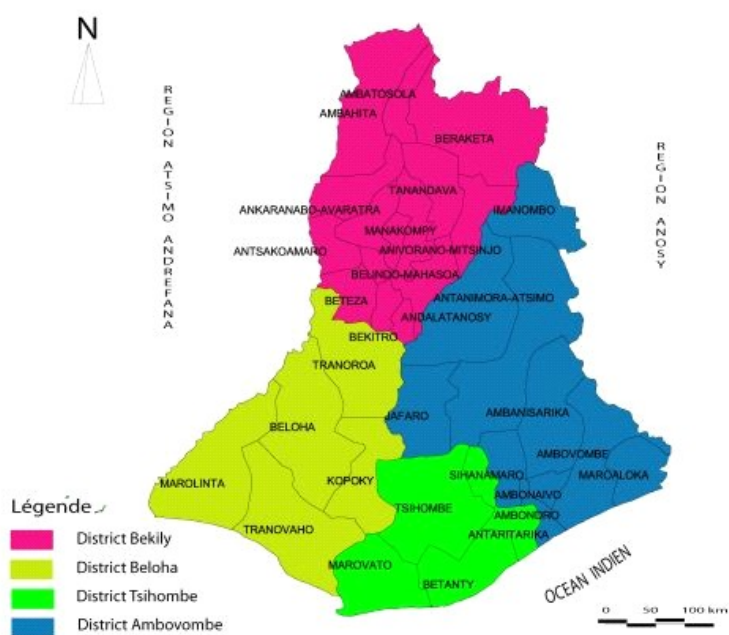 N
AMBATOSOLA
AMBAHITA
BERAKETA
REGION ATSIMO ANDREFANA
REGION ANOSY
TANANDAVA
ANKARANABO-AVARATRA
IMANOMBO
MANAKOMPY
ANTSAKOAMARO
ANIVORANO-MITSINJO
BELINDO-MAHASOA
BETEZA
ANTANIMORA-ATSIMO
ANDALATANOSY
BEKITRO
TRANOROA
JAFARO
AMBANISARIKA
BELOHA
AMBOVOMBE
MAROALOKA
SIHANAMARO
KOPOKY
MAROLINTA
AMBONAIVO
TSIHOMBE
AMBONORO
TRANOVAHO
ANTARITARIKA
MAROVATO
BETANTY
OCEAN INDIEN
Légende
District Bekily
District Beloha
District Tsihombe
District Ambovombe
0 50 100 km